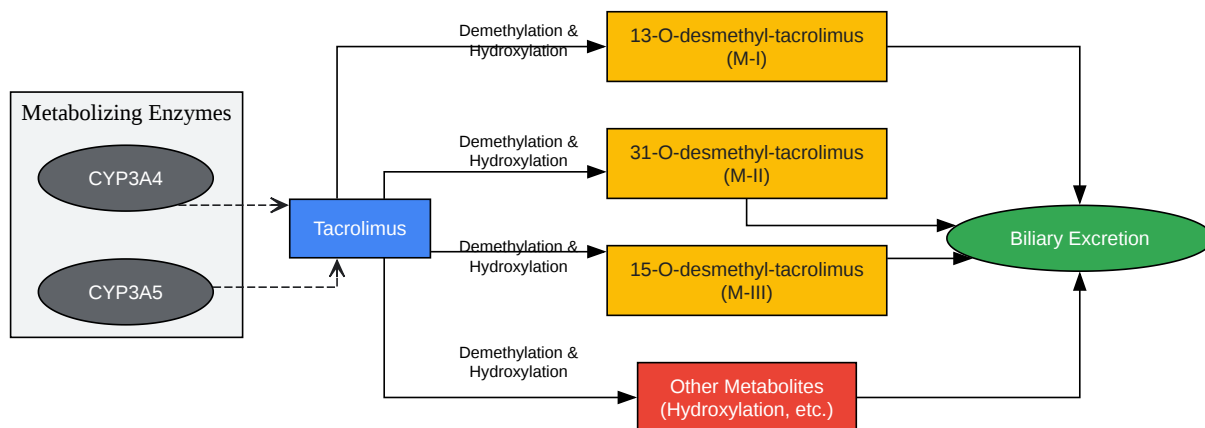 Metabolizing Enzymes
CYP3A4
CYP3A5
Tacrolimus
Demethylation &
Hydroxylation
13-O-desmethyl-tacrolimus
(M-I)
Demethylation &
Hydroxylation
31-O-desmethyl-tacrolimus
(M-II)
Demethylation &
Hydroxylation
15-O-desmethyl-tacrolimus
(M-III)
Demethylation &
Hydroxylation
Other Metabolites
(Hydroxylation, etc.)
Biliary Excretion